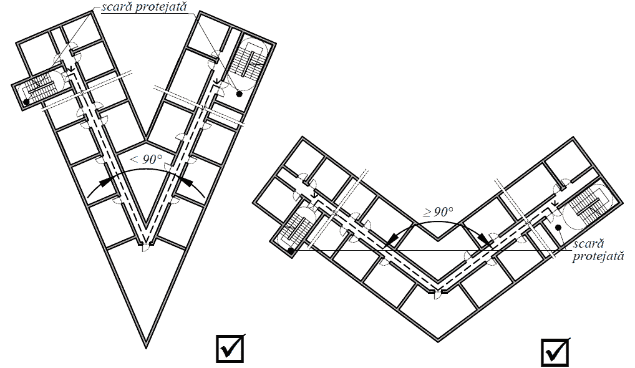 scară protejată
< 90°
≥ 90°
scară
protejată